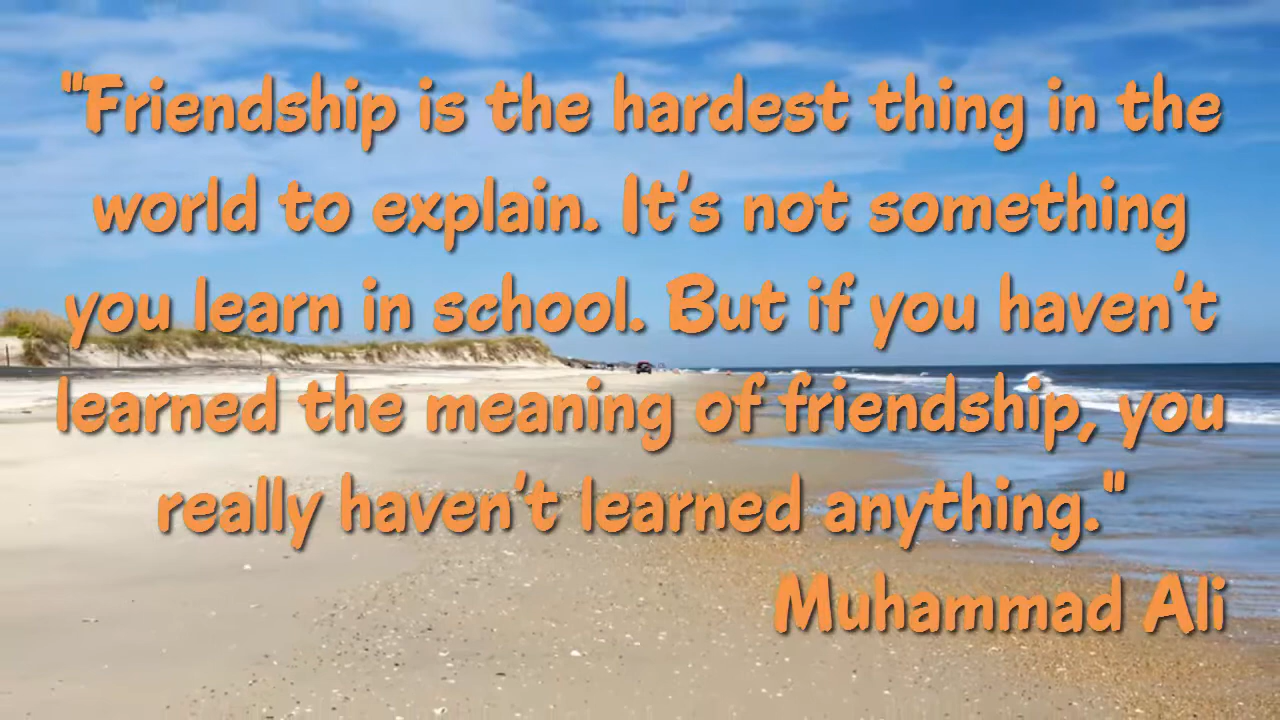 "Friendship is the hardest thing in the
world to explain. It's not something
you learn in school. But if you haven't
learned the meaning of friendship, you
really haven't learned anything."
Muhammad Ali